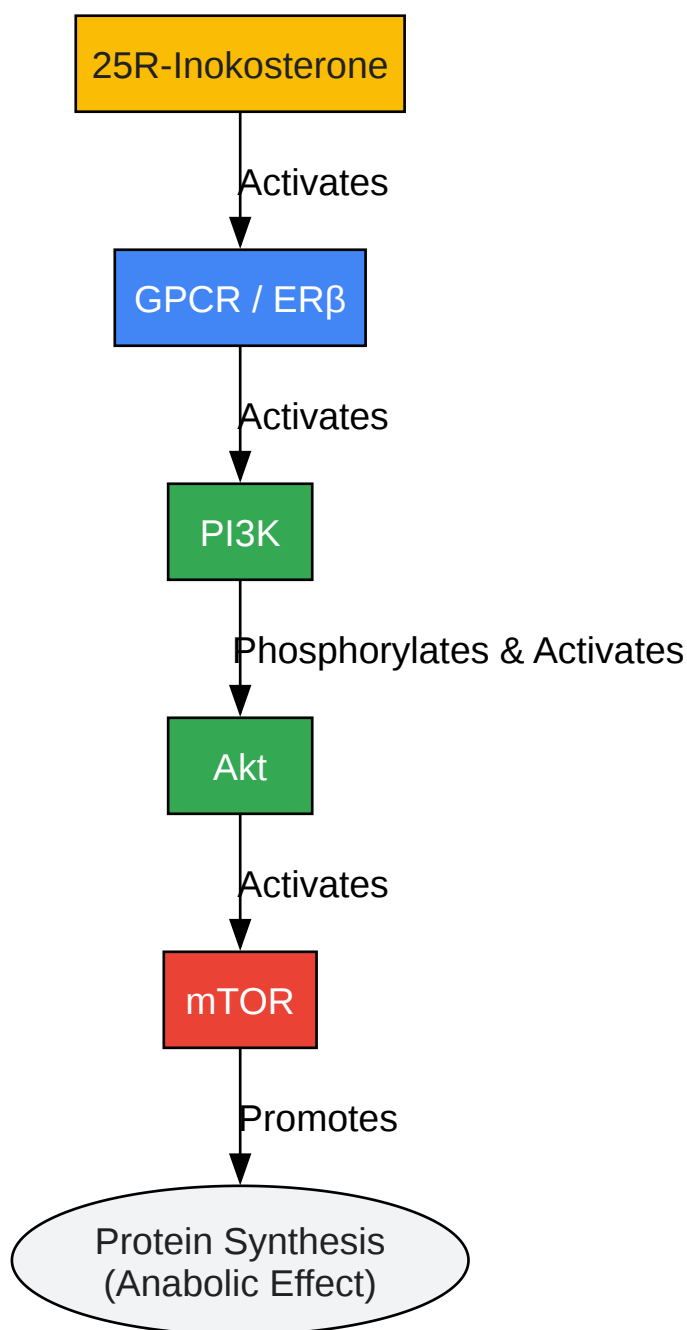 25R-Inokosterone
Activates
GPCR / ERβ
Activates
PI3K
Phosphorylates & Activates
Akt
Activates
mTOR
Promotes
Protein Synthesis
(Anabolic Effect)